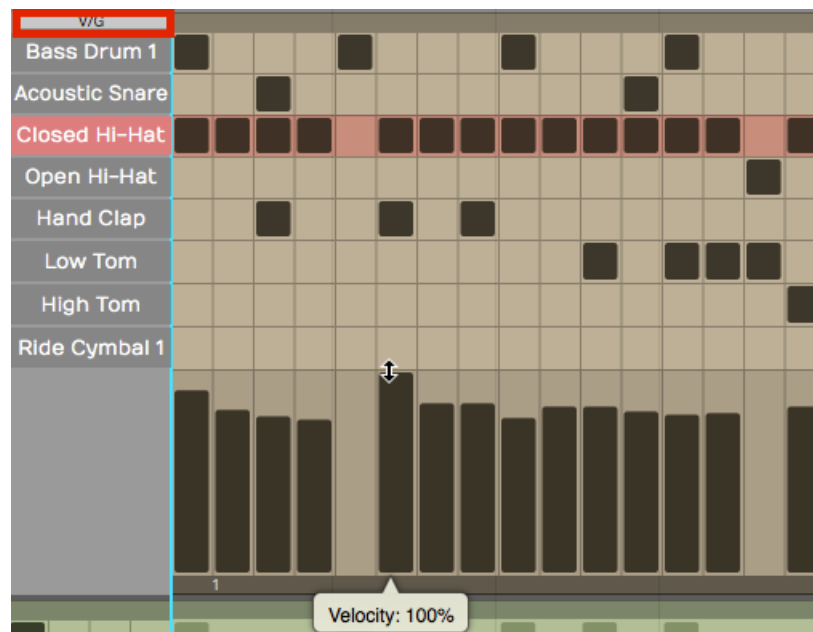 V/G
Bass Drum 1
Acoustic Snare
Closed Hi-Hat
Open Hi-Hat
Hand Clap
Low Tom
High Tom
Ride Cymbal 1
1
Velocity: 100%